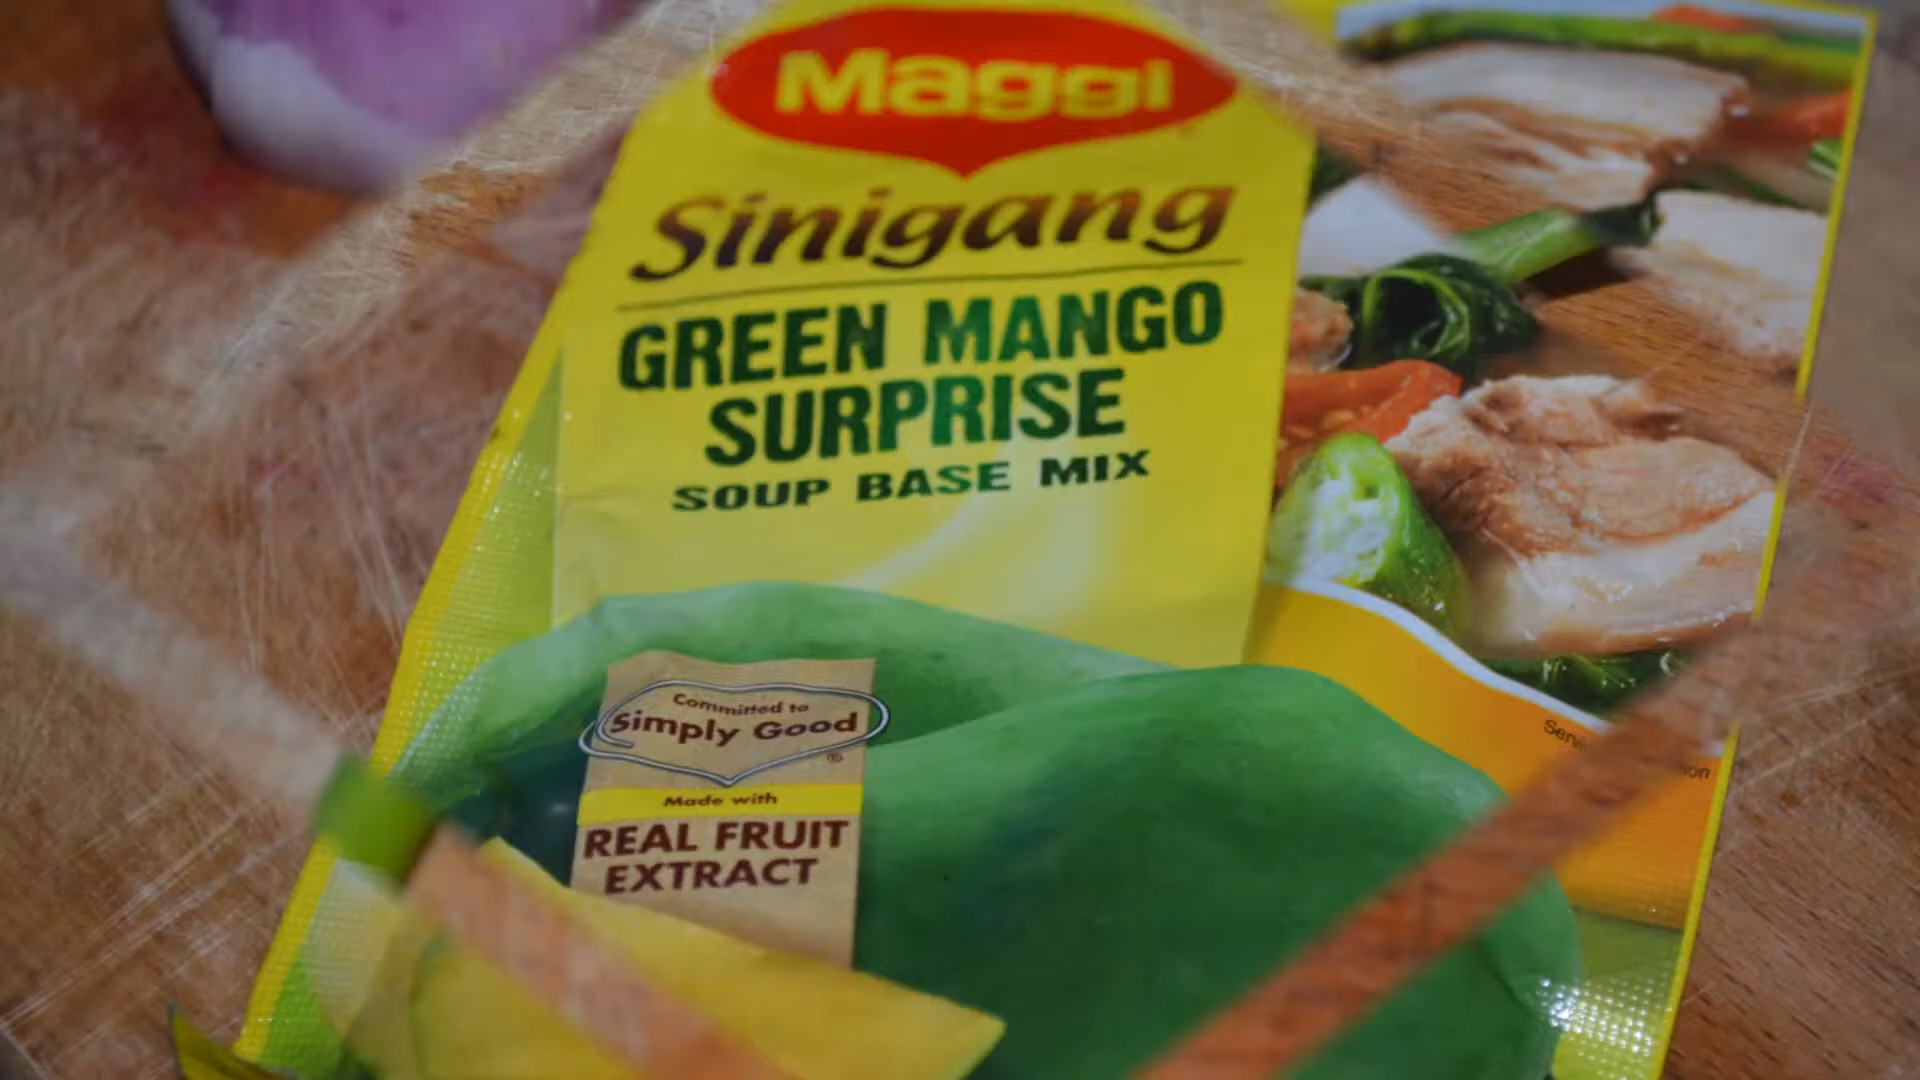 Maggi
Sinigang
GREEN MANGO
SURPRISE
SOUP BASE MIX
Committed to
Simply Good
®
Made with
REAL FRUIT
EXTRACT